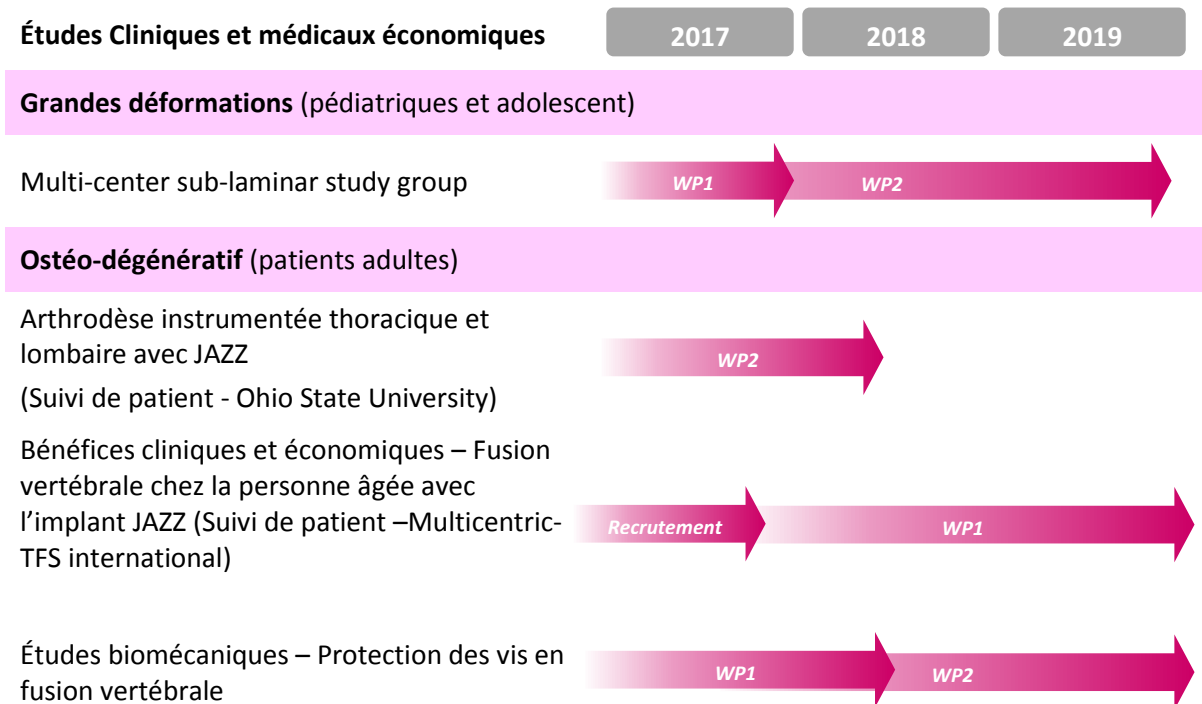 Études Cliniques et médicaux économiques 2017 2018 2019
Grandes déformations (pédiatriques et adolescent)
Multi-center sub-laminar study group WP1 WP2
Ostéo-dégénératif (patients adultes)
Arthrodèse instrumentée thoracique et
lombaire avec JAZZ WP2
(Suivi de patient - Ohio State University)
Bénéfices cliniques et économiques – Fusion
vertébrale chez la personne âgée avec
l’implant JAZZ (Suivi de patient –Multicentric- Recrutement WP1
TFS international)
Études biomécaniques – Protection des vis en WP1 WP2
fusion vertébrale